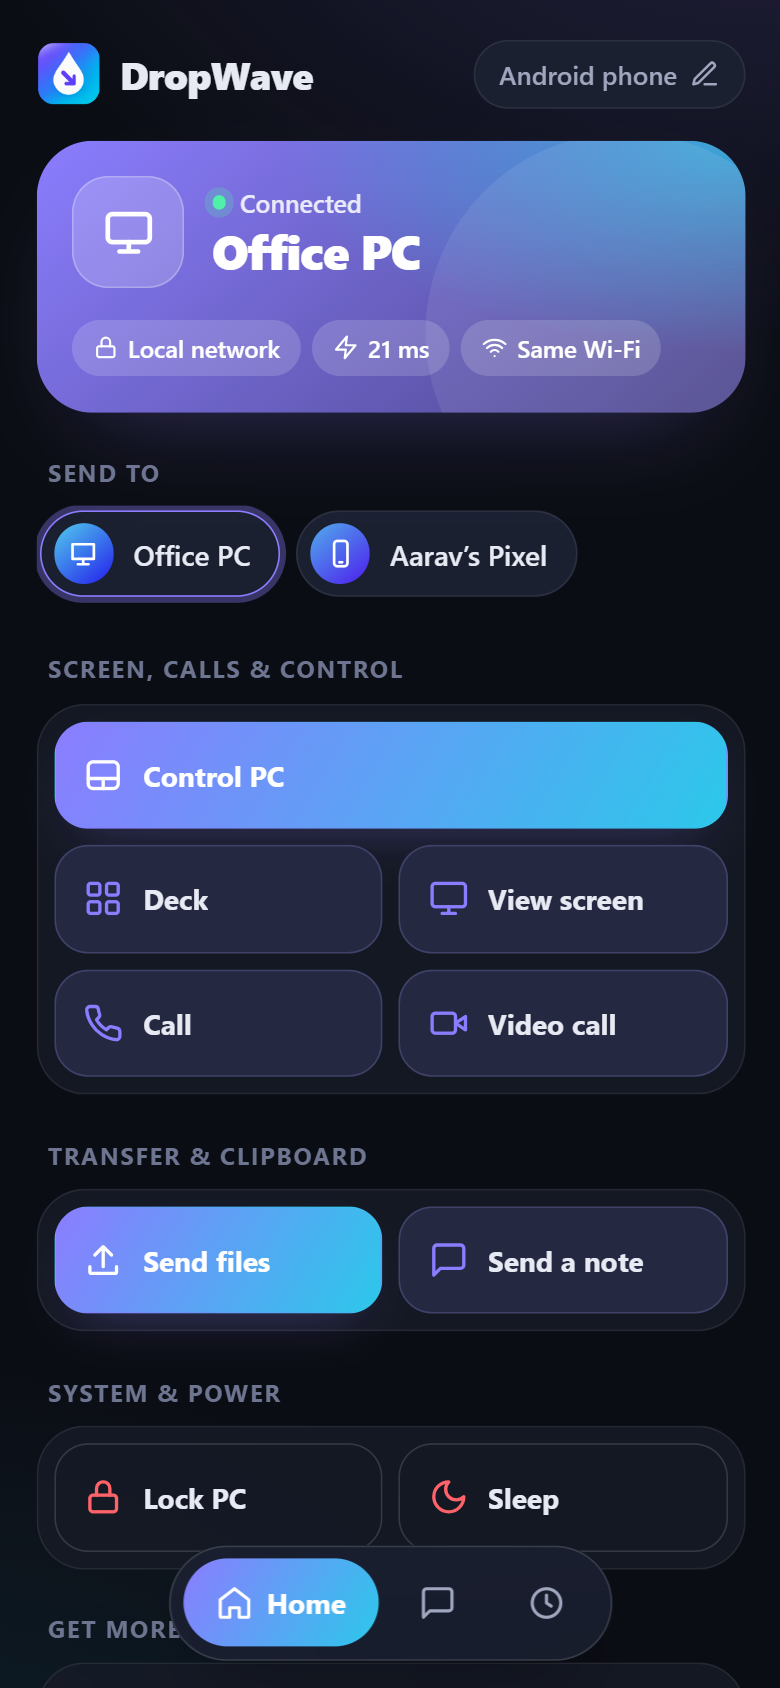 DropWave
Android phone
Connected
Office PC
Local network
21 ms
Same Wi-Fi
SEND TO
Office PC
Aarav’s Pixel
SCREEN, CALLS & CONTROL
Control PC
Deck
View screen
Call
Video call
TRANSFER & CLIPBOARD
Send files
Send a note
SYSTEM & POWER
Lock PC
Sleep
Home
GET MORE